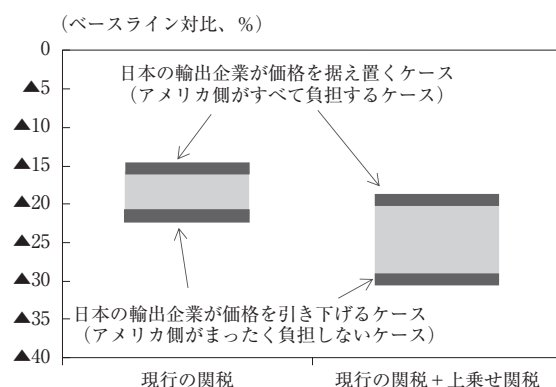 （ベースライン対比、％）
0
▲5
▲10
▲15
▲20
▲25
▲30
▲35
▲40
日本の輸出企業が価格を据え置くケース
（アメリカ側がすべて負担するケース）
日本の輸出企業が価格を引き下げるケース
（アメリカ側がまったく負担しないケース）
現行の関税
現行の関税＋上乗せ関税